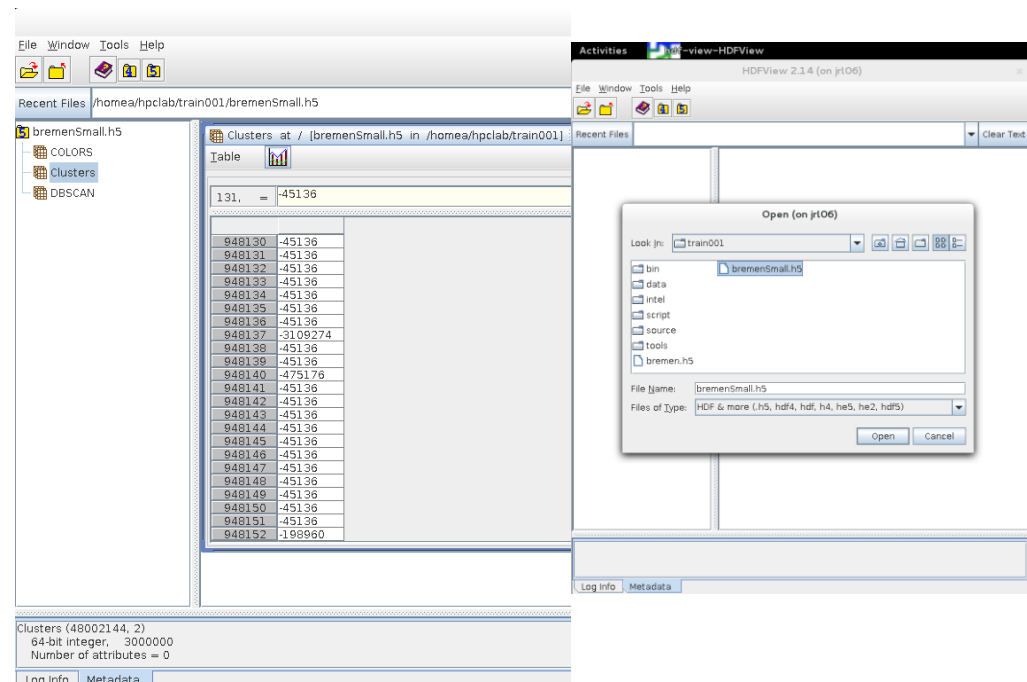 File Window Tools Help
Recent Files /homea/hpclab/train001/bremenSmall.h5
bremenSmall.h5
COLORS
Clusters
DBSCAN
Clusters at / [bremenSmall.h5 in /homea/hpclab/train001]
Table
131, = -45136
948130 -45136
948131 -45136
948132 -45136
948133 -45136
948134 -45136
948135 -45136
948136 -45136
948137 -3109274
948138 -45136
948139 -45136
948140 -475176
948141 -45136
948142 -45136
948143 -45136
948144 -45136
948145 -45136
948146 -45136
948147 -45136
948148 -45136
948149 -45136
948150 -45136
948151 -45136
948152 -198960
Clusters (48002144, 2)
64-bit integer, 3000000
Number of attributes = 0
Log Info Metadata
Activities hdf-view-HDFView
HDFView 2.14 (on jrl06)
File Window Tools Help
Recent Files Clear Text
Open (on jrl06)
Look In: train001
bin bremenSmall.h5
data
intel
script
source
tools
bremen.h5
File Name: bremenSmall.h5
Files of Type: HDF & more (.h5, hdf4, hdf, h4, he5, he2, hdf5)
Open Cancel
Log Info Metadata